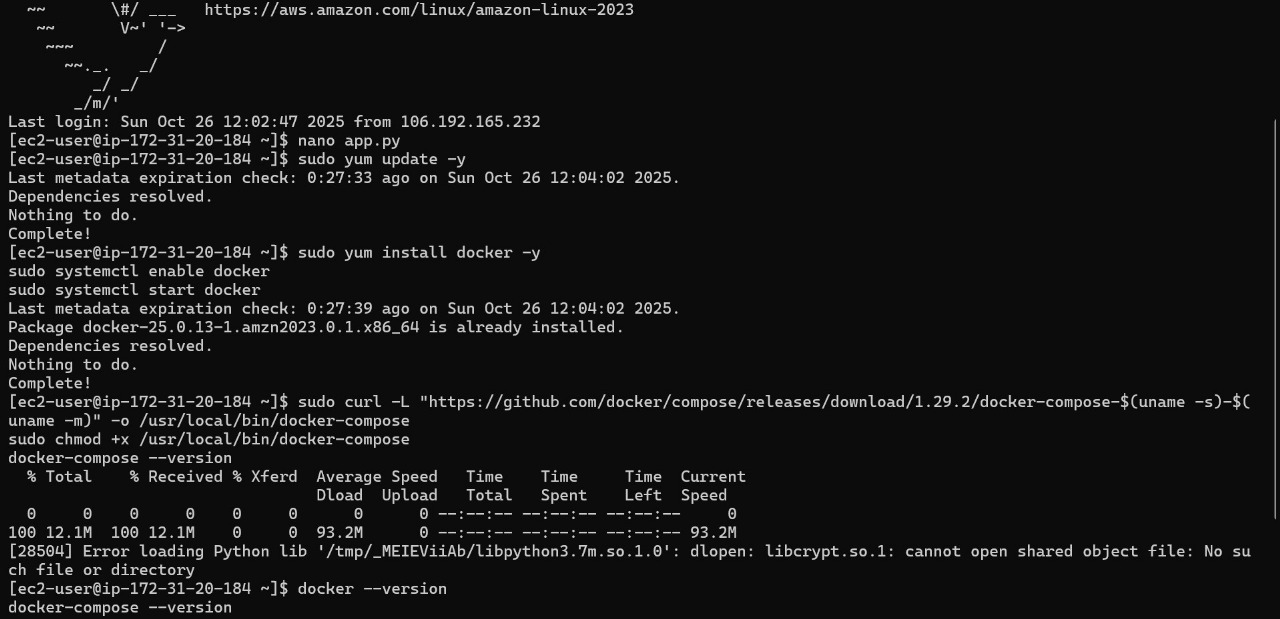 ~~       \#/ ___   https://aws.amazon.com/linux/amazon-linux-2023
   ~~       V~' '->
    ~~~         /
      ~~._.   _/
         _/ _/
       _/m/'
Last login: Sun Oct 26 12:02:47 2025 from 106.192.165.232
[ec2-user@ip-172-31-20-184 ~]$ nano app.py
[ec2-user@ip-172-31-20-184 ~]$ sudo yum update -y
Last metadata expiration check: 0:27:33 ago on Sun Oct 26 12:04:02 2025.
Dependencies resolved.
Nothing to do.
Complete!
[ec2-user@ip-172-31-20-184 ~]$ sudo yum install docker -y
sudo systemctl enable docker
sudo systemctl start docker
Last metadata expiration check: 0:27:39 ago on Sun Oct 26 12:04:02 2025.
Package docker-25.0.13-1.amzn2023.0.1.x86_64 is already installed.
Dependencies resolved.
Nothing to do.
Complete!
[ec2-user@ip-172-31-20-184 ~]$ sudo curl -L "https://github.com/docker/compose/releases/download/1.29.2/docker-compose-$(uname -s)-$(
uname -m)" -o /usr/local/bin/docker-compose
sudo chmod +x /usr/local/bin/docker-compose
docker-compose --version
  % Total    % Received % Xferd  Average Speed   Time    Time     Time  Current
                                 Dload  Upload   Total   Spent    Left  Speed
  0     0    0     0    0     0      0      0 --:--:-- --:--:-- --:--:--     0
100 12.1M  100 12.1M    0     0  93.2M      0 --:--:-- --:--:-- --:--:-- 93.2M
[28504] Error loading Python lib '/tmp/_MEIEViiAb/libpython3.7m.so.1.0': dlopen: libcrypt.so.1: cannot open shared object file: No su
ch file or directory
[ec2-user@ip-172-31-20-184 ~]$ docker --version
docker-compose --version